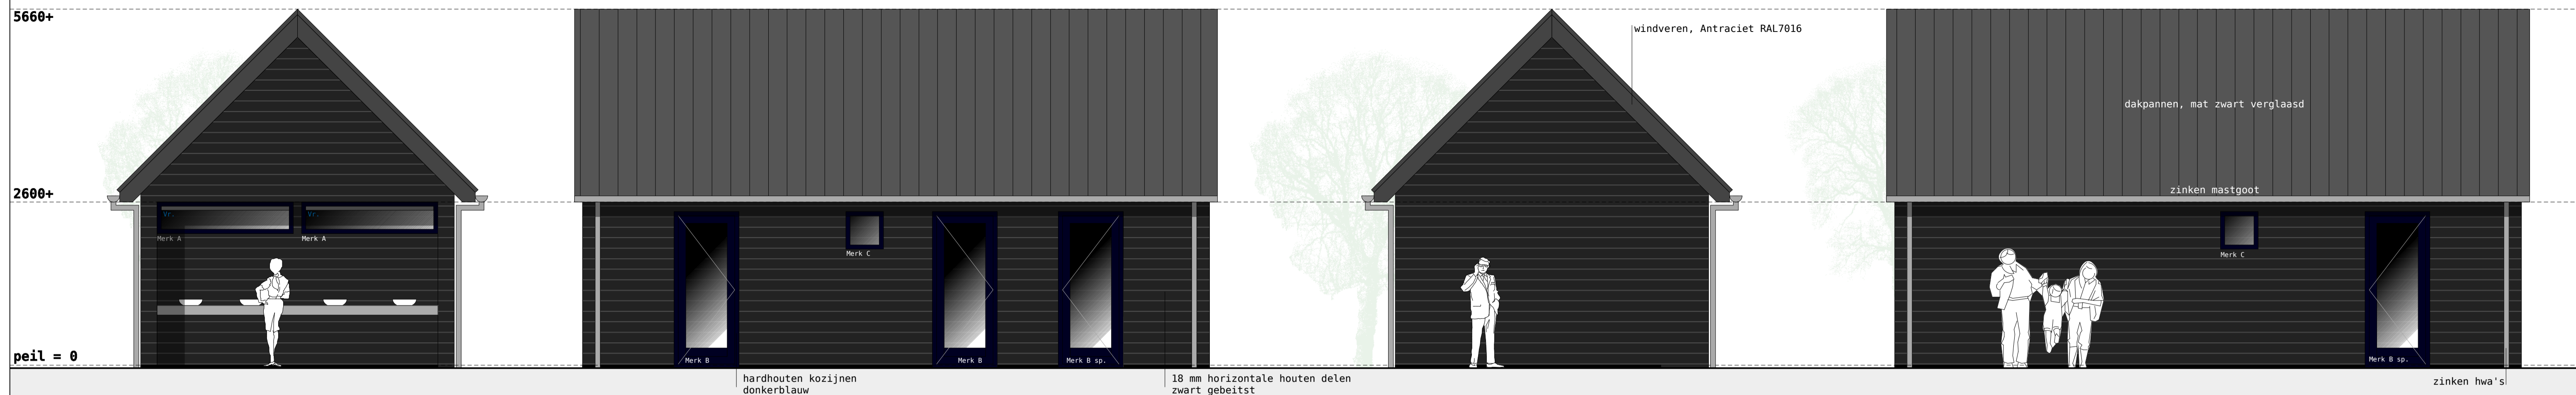 5660+
windveren, Antraciet RAL7016
dakpannen, mat zwart verglaasd
2600+
zinken mastgoot
Vr.
Vr.
Merk A
Merk A
Merk C
Merk C
peil = 0
Merk B
Merk B
Merk B sp.
Merk B sp.
hardhouten kozijnen
donkerblauw
18 mm horizontale houten delen
zwart gebeitst
zinken hwa's